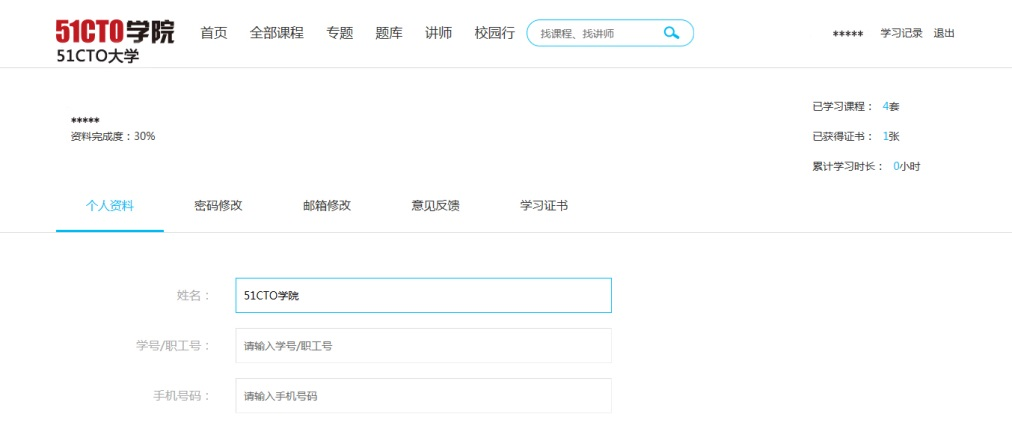 51CTO学院
51CTO大学
首页 全部课程 专题 题库 讲师 校园行 找课程、找讲师 ***** 学习记录 退出
*****
资料完成度：30%
已学习课程： 4套
已获得证书： 1张
累计学习时长： 0小时
个人资料 密码修改 邮箱修改 意见反馈 学习证书
姓名： 51CTO学院
学号/职工号： 请输入学号/职工号
手机号码： 请输入手机号码